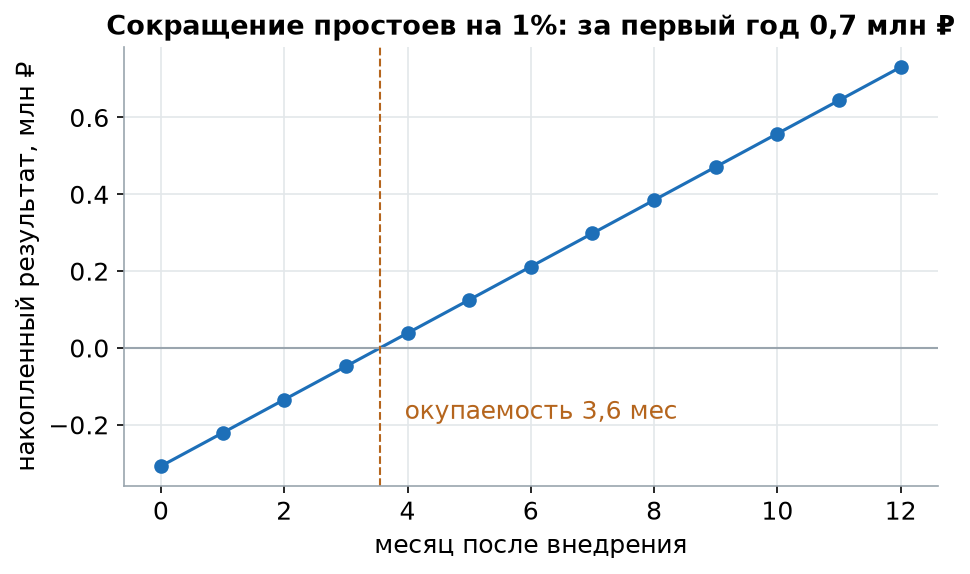 Сокращение простоев на 1%: за первый год 0,7 млн ₽
накопленный результат, млн ₽
0.6
0.4
0.2
0.0
−0.2
окупаемость 3,6 мес
0 2 4 6 8 10 12
месяц после внедрения